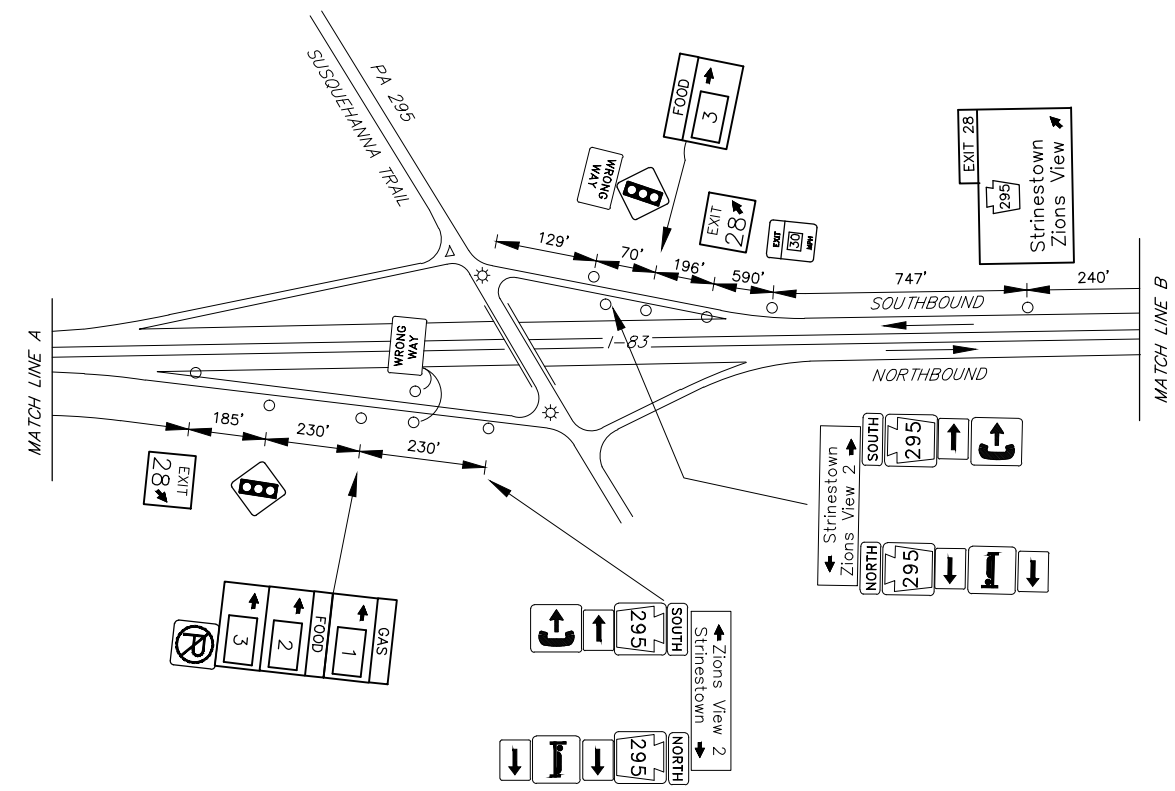 PA 295
SUSQUEHANNA TRAIL
FOOD
3
WRONG
WAY
EXIT
28
EXIT
30
MPH
EXIT 28
295
Strinestown
Zions View
129'
70'
196'
590'
747'
240'
SOUTHBOUND
I-83
NORTHBOUND
MATCH LINE A
MATCH LINE B
WRONG
WAY
185'
230'
230'
EXIT
28
GAS
1
FOOD
2
3
P
Strinestown
Zions View 2
SOUTH
295
NORTH
295
Zions View 2
Strinestown
SOUTH
295
NORTH
295